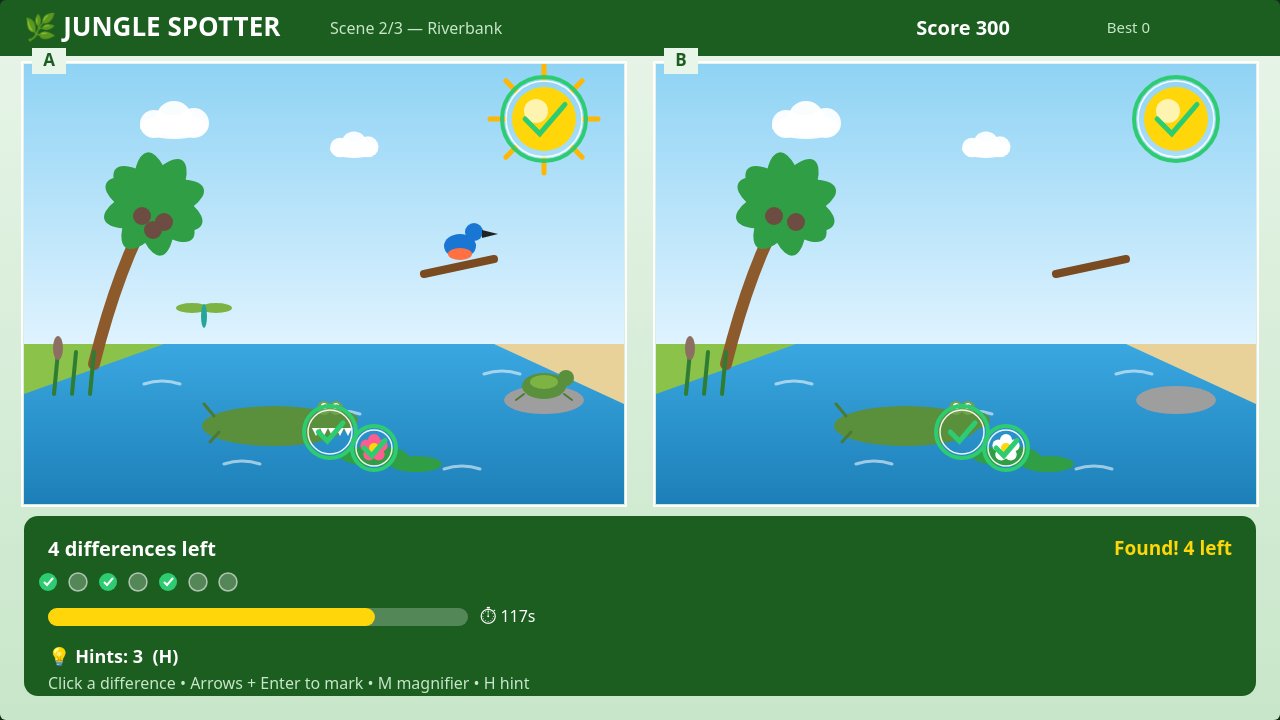 🌿 JUNGLE SPOTTER
Scene 2/3 — Riverbank
Score 300
Best 0
A
B
4 differences left
Found! 4 left
⏱ 117s
💡 Hints: 3 (H)
Click a difference • Arrows + Enter to mark • M magnifier • H hint